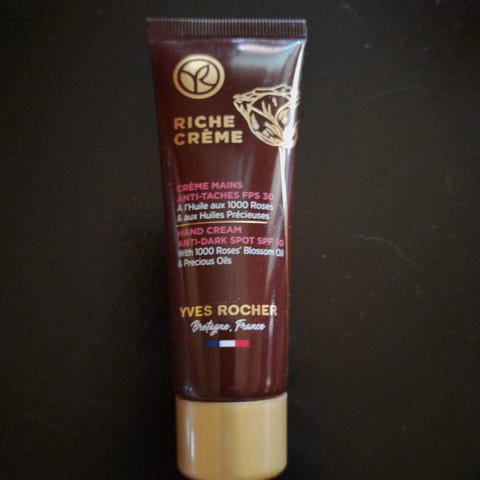 RICHE
CRÈME
CRÈME MAINS
ANTI-TACHES FPS 30
À l'Huile aux 1000 Roses
& aux Huiles Précieuses
HAND CREAM
ANTI-DARK SPOT SPF 30
With 1000 Roses' Blossom Oil
& Precious Oils
YVES ROCHER
Bretagne, France